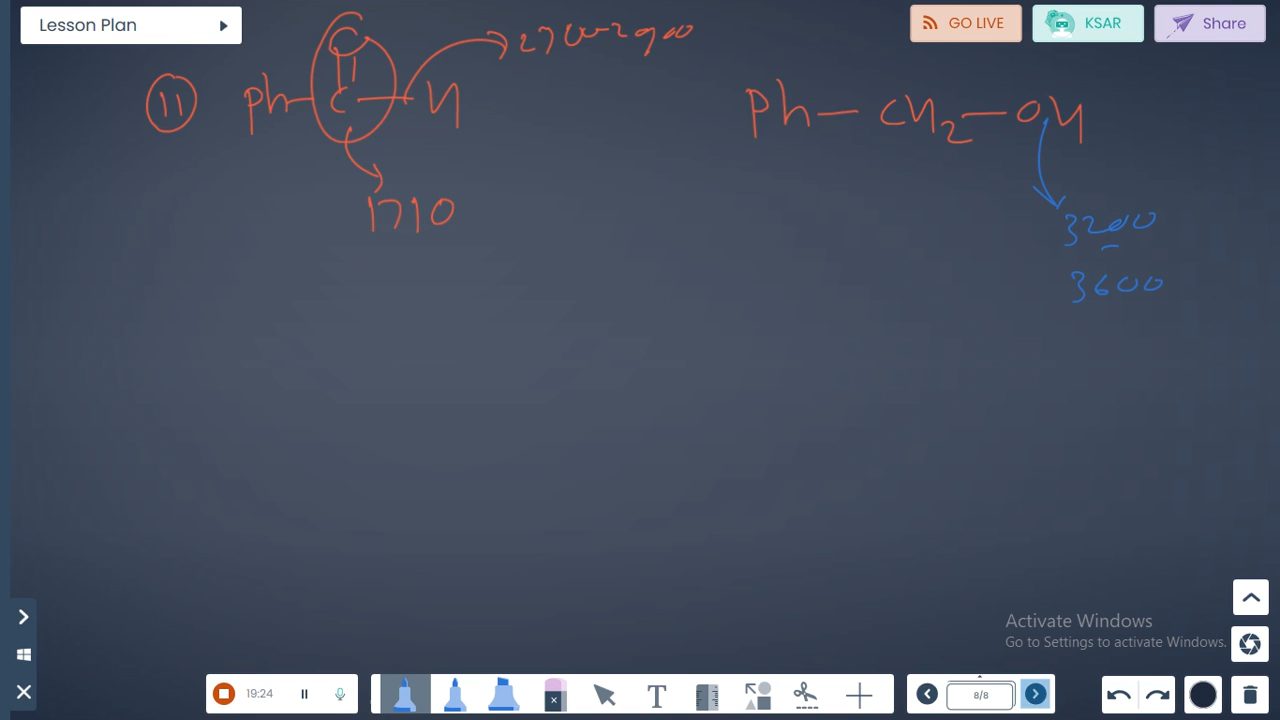 Lesson Plan
GO LIVE
KSAR
Share
11
O
Ph-C-H
2700-2900
1710
Ph-CH2-OH
3200
3600
Activate Windows
Go to Settings to activate Windows.
19:24
T
8/8